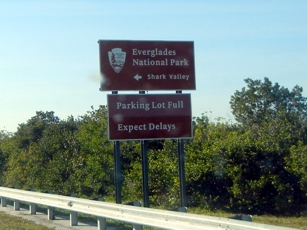 Everglades
National Park
← Shark Valley
Parking Lot Full
Expect Delays